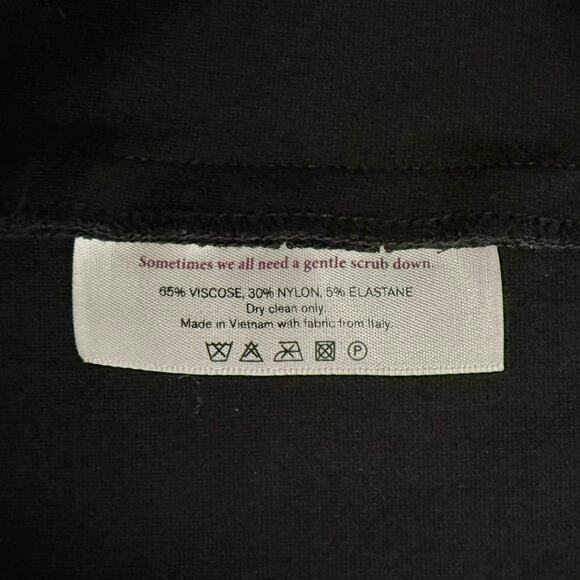 Sometimes we all need a gentle scrub down.
65% VISCOSE, 30% NYLON, 5% ELASTANE
Dry clean only.
Made in Vietnam with fabric from Italy.
P